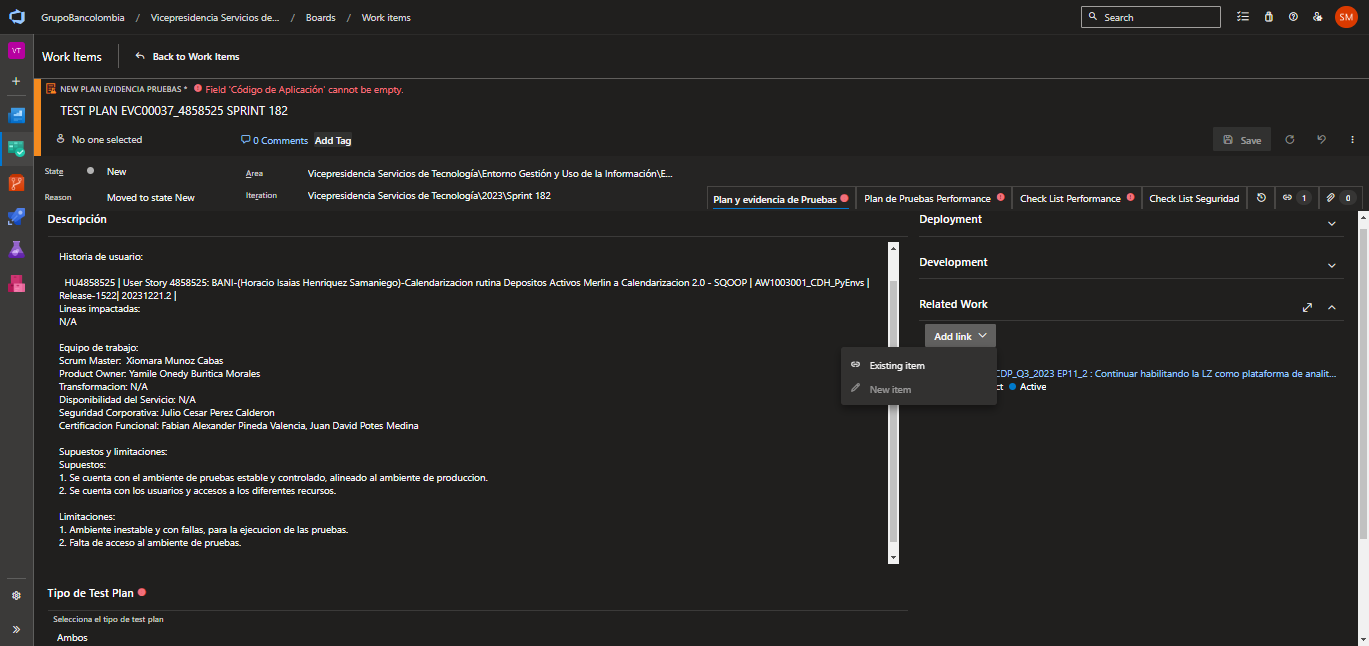 GrupoBancolombia / Vicepresidencia Servicios de... / Boards / Work items
Search
SM
VT
Work Items
Back to Work Items
NEW PLAN EVIDENCIA PRUEBAS * Field 'Código de Aplicación' cannot be empty.
TEST PLAN EVC00037_4858525 SPRINT 182
No one selected
0 Comments
Add Tag
Save
State
New
Area
Vicepresidencia Servicios de Tecnología\Entorno Gestión y Uso de la Información\E...
Reason
Moved to state New
Iteration
Vicepresidencia Servicios de Tecnología\2023\Sprint 182
Plan y evidencia de Pruebas
Plan de Pruebas Performance
Check List Performance
Check List Seguridad
1
0
Descripción
Historia de usuario:
HU4858525 | User Story 4858525: BANI-(Horacio Isaias Henriquez Samaniego)-Calendarizacion rutina Depositos Activos Merlin a Calendarizacion 2.0 - SQOOP | AW1003001_CDH_PyEnvs |
Release-1522| 20231221.2 |
Lineas impactadas:
N/A
Equipo de trabajo:
Scrum Master:  Xiomara Munoz Cabas
Product Owner: Yamile Onedy Buritica Morales
Transformacion: N/A
Disponibilidad del Servicio: N/A
Seguridad Corporativa: Julio Cesar Perez Calderon
Certificacion Funcional: Fabian Alexander Pineda Valencia, Juan David Potes Medina
Supuestos y limitaciones:
Supuestos:
1. Se cuenta con el ambiente de pruebas estable y controlado, alineado al ambiente de produccion.
2. Se cuenta con los usuarios y accesos a los diferentes recursos.
Limitaciones:
1. Ambiente inestable y con fallas, para la ejecucion de las pruebas.
2. Falta de acceso al ambiente de pruebas.
Tipo de Test Plan
Selecciona el tipo de test plan
Ambos
Deployment
Development
Related Work
Add link
Existing item
New item
CDP_Q3_2023 EP11_2 : Continuar habilitando la LZ como plataforma de analit...
ct Active